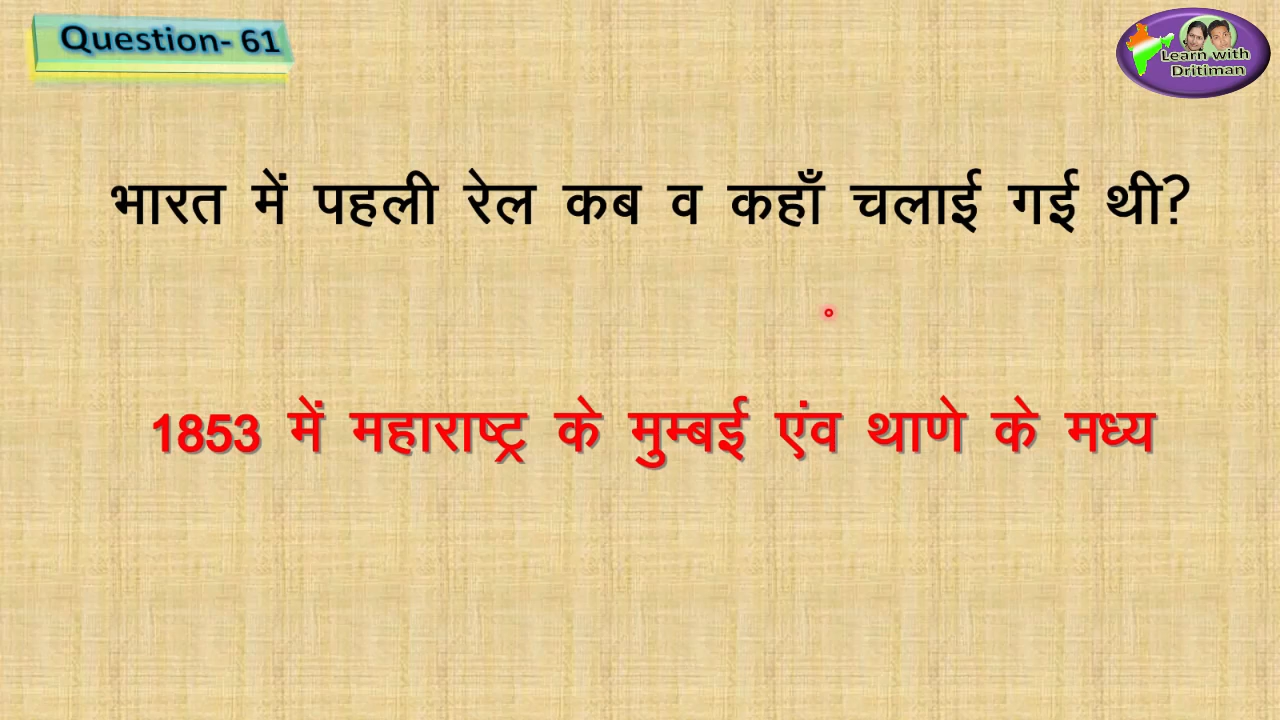 Question- 61
Learn with
Dritiman
भारत में पहली रेल कब व कहाँ चलाई गई थी?
1853 में महाराष्ट्र के मुम्बई एंव थाणे के मध्य